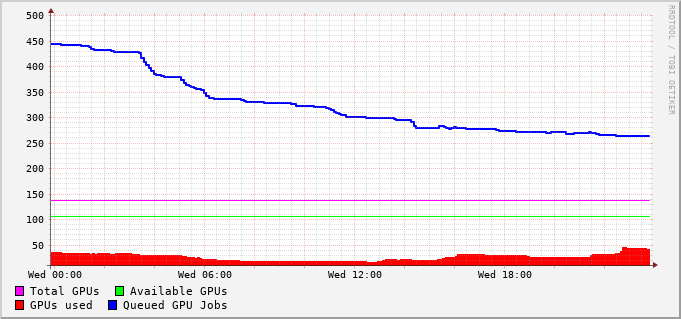 500
450
400
350
300
250
200
150
100
50
Wed 00:00 Wed 06:00 Wed 12:00 Wed 18:00
Total GPUs Available GPUs
GPUs used Queued GPU Jobs
RRDTOOL / TOBI OETIKER